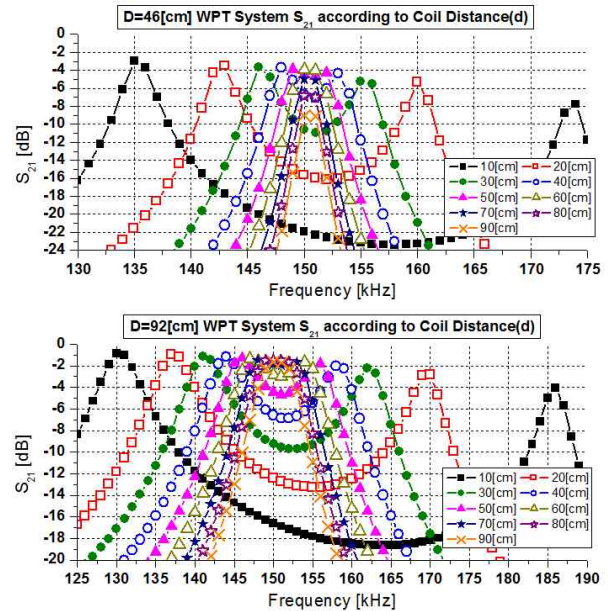 D=46[cm] WPT System S21 according to Coil Distance(d)
0
-2
-4
-6
-8
-10
-12
-14
-16
-18
-20
-22
-24
S21 [dB]
10[cm] 20[cm]
30[cm] 40[cm]
50[cm] 60[cm]
70[cm] 80[cm]
90[cm]
130 135 140 145 150 155 160 165 170 175
Frequency [kHz]
D=92[cm] WPT System S21 according to Coil Distance(d)
0
-2
-4
-6
-8
-10
-12
-14
-16
-18
-20
S21 [dB]
10[cm] 20[cm]
30[cm] 40[cm]
50[cm] 60[cm]
70[cm] 80[cm]
90[cm]
125 130 135 140 145 150 155 160 165 170 175 180 185 190
Frequency [kHz]